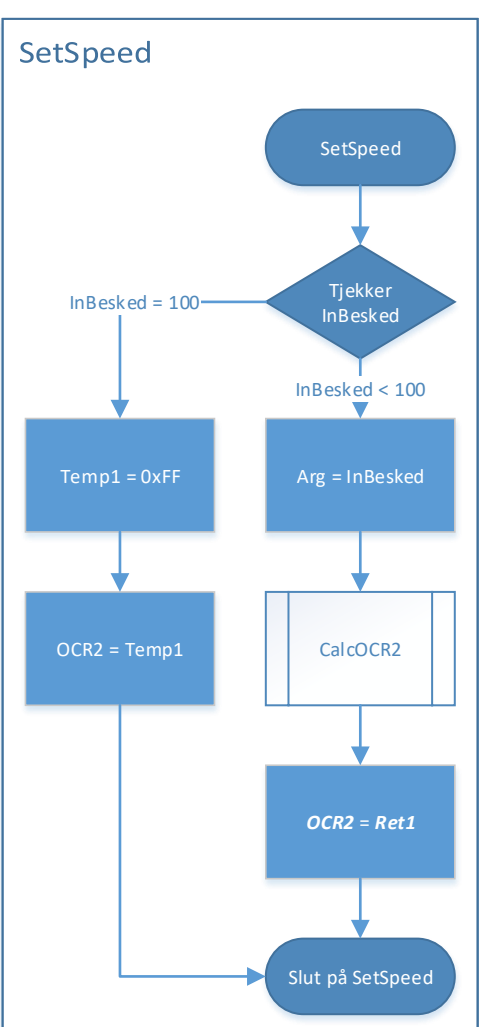 SetSpeed
SetSpeed
Tjekker
InBesked
InBesked = 100
InBesked < 100
Temp1 = 0xFF
Arg = InBesked
OCR2 = Temp1
CalcOCR2
OCR2 = Ret1
Slut på SetSpeed